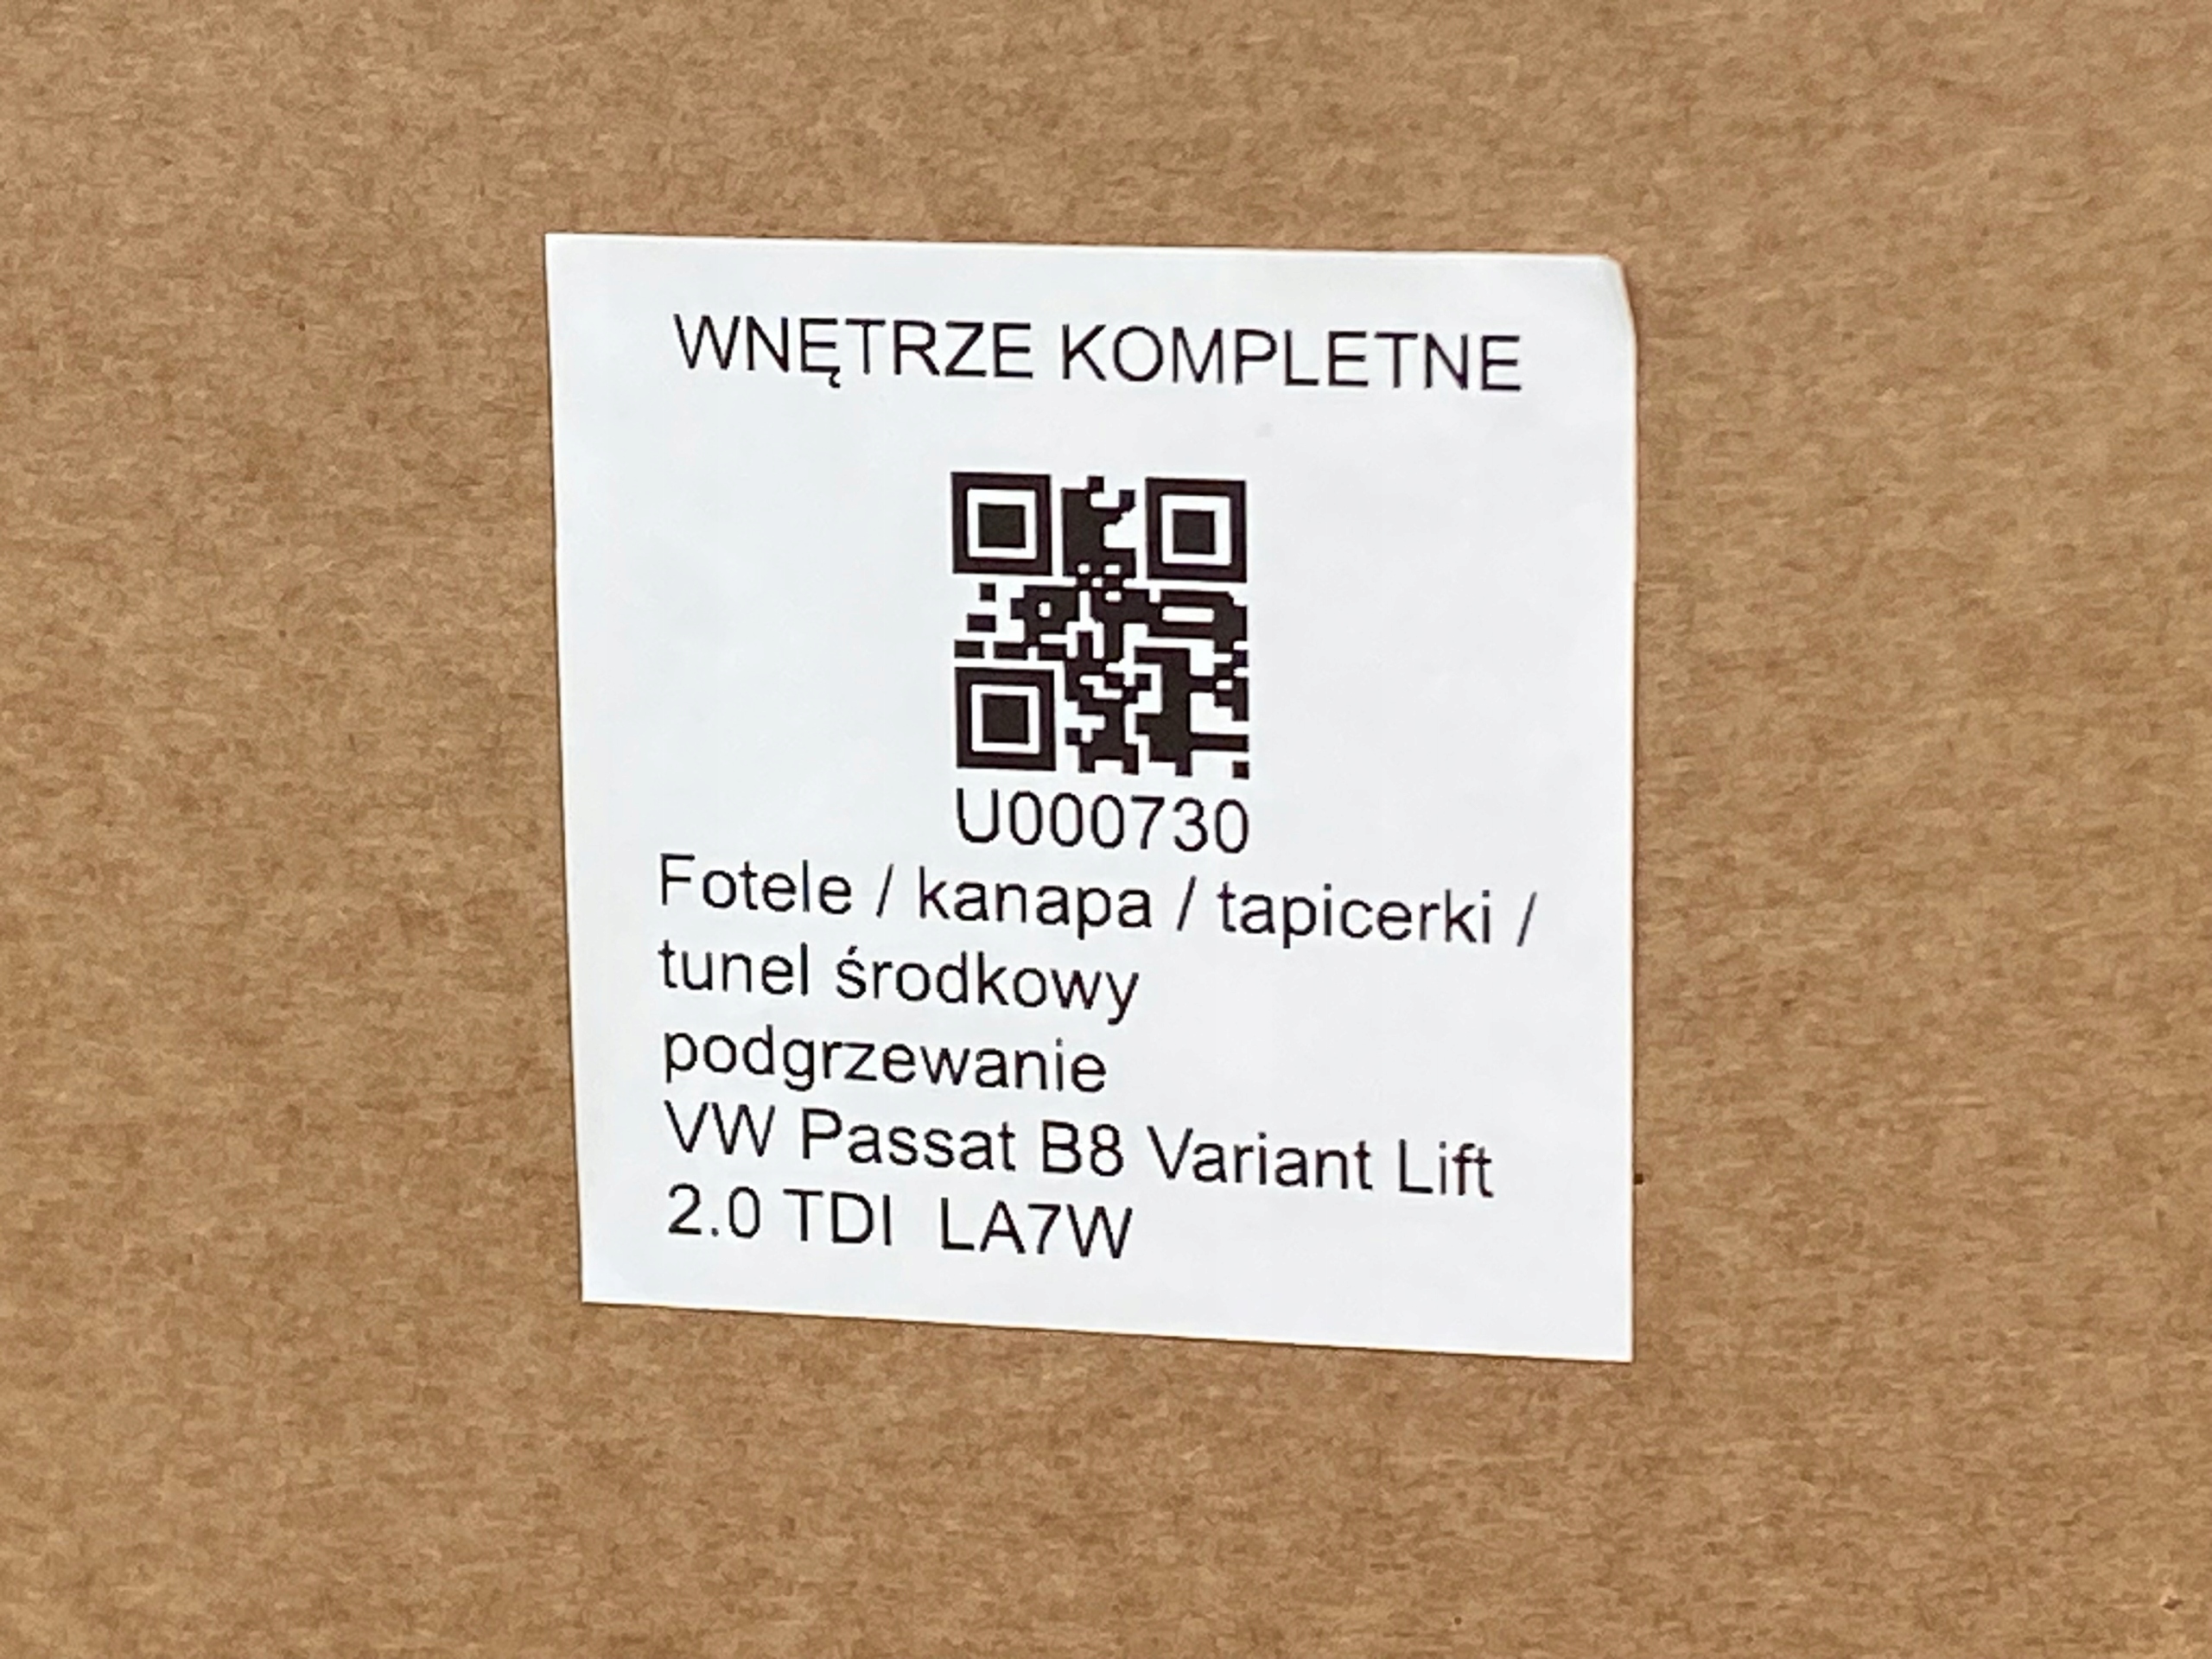 WNĘTRZE KOMPLETNE
U000730
Fotele / kanapa / tapicerki /
tunel środkowy
podgrzewanie
VW Passat B8 Variant Lift
2.0 TDI  LA7W